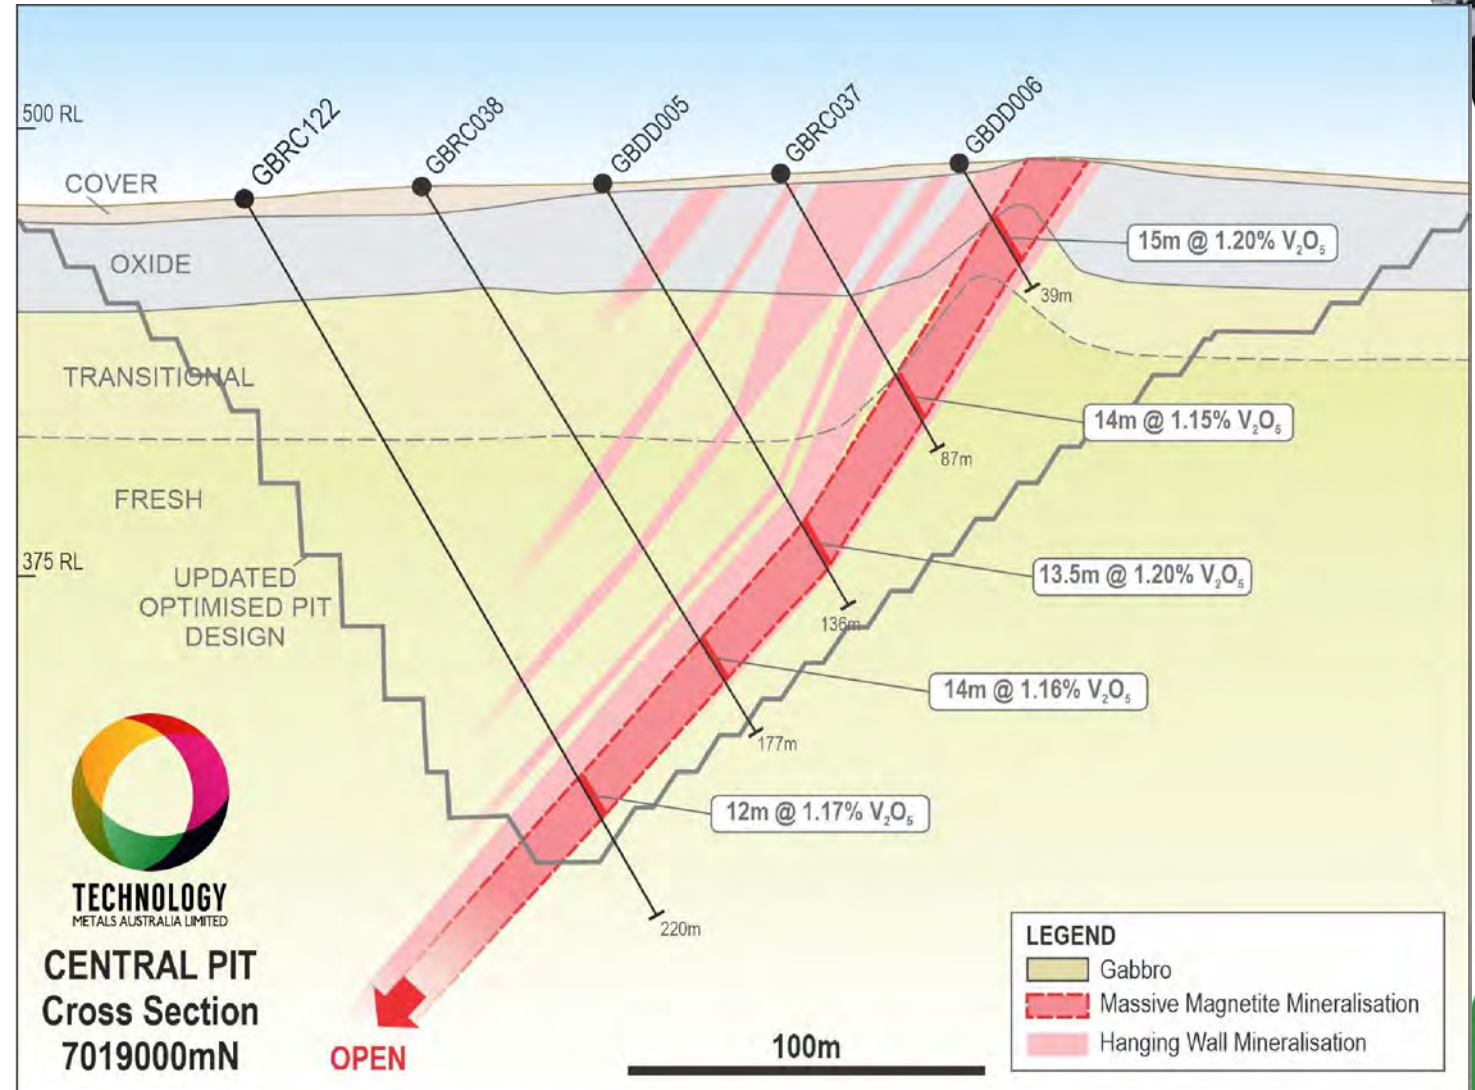 500 RL
GBRC122
GBRC038
GBDD005
GBRC037
GBDD006
COVER
OXIDE
15m @ 1.20% V₂O₅
39m
TRANSITIONAL
14m @ 1.15% V₂O₅
87m
FRESH
375 RL
UPDATED
OPTIMISED PIT
DESIGN
13.5m @ 1.20% V₂O₅
136m
14m @ 1.16% V₂O₅
177m
12m @ 1.17% V₂O₅
220m
TECHNOLOGY
METALS AUSTRALIA LIMITED
CENTRAL PIT
Cross Section
7019000mN
OPEN
100m
LEGEND
Gabbro
Massive Magnetite Mineralisation
Hanging Wall Mineralisation